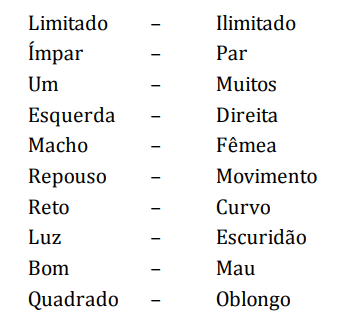 Limitado – Ilimitado
Ímpar – Par
Um – Muitos
Esquerda – Direita
Macho – Fêmea
Repouso – Movimento
Reto – Curvo
Luz – Escuridão
Bom – Mau
Quadrado – Oblongo